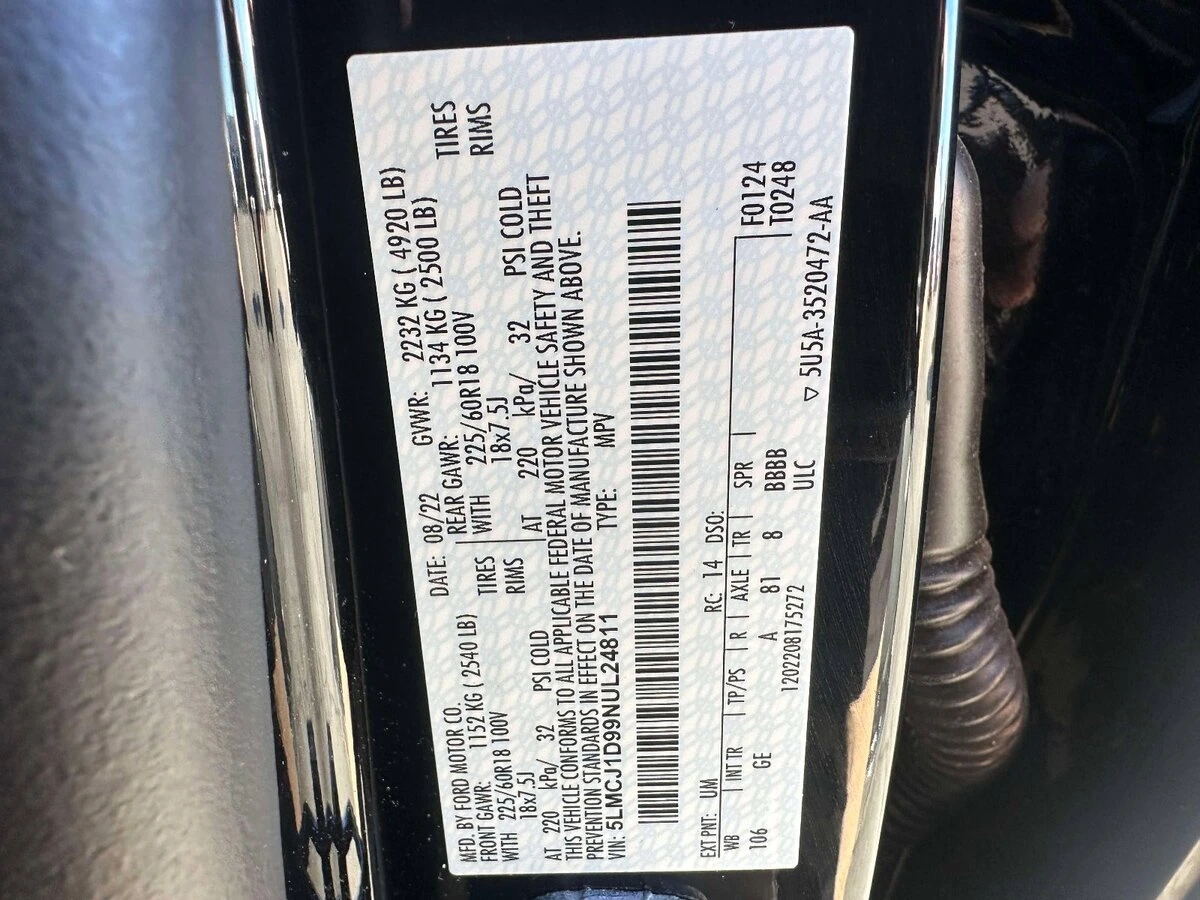 MFD. BY FORD MOTOR CO. DATE: 08/22 GVWR: 2232 KG ( 4920 LB)
FRONT GAWR: 1152 KG ( 2540 LB) REAR GAWR: 1134 KG ( 2500 LB)
WITH 225/60R18 100V TIRES WITH 225/60R18 100V TIRES
18x7.5J RIMS 18x7.5J RIMS
AT 220 kPa/ 32 PSI COLD AT 220 kPa/ 32 PSI COLD
THIS VEHICLE CONFORMS TO ALL APPLICABLE FEDERAL MOTOR VEHICLE SAFETY AND THEFT
PREVENTION STANDARDS IN EFFECT ON THE DATE OF MANUFACTURE SHOWN ABOVE.
VIN: 5LMCJ1D99NUL24811 TYPE: MPV
EXT PNT: UM RC: 14 DSO:
WB INT TR TP/PS R AXLE TR SPR F0124
106 GE A 81 8 BBBB T0248
ULC
1202208175272
▽ 5U5A-3520472-AA